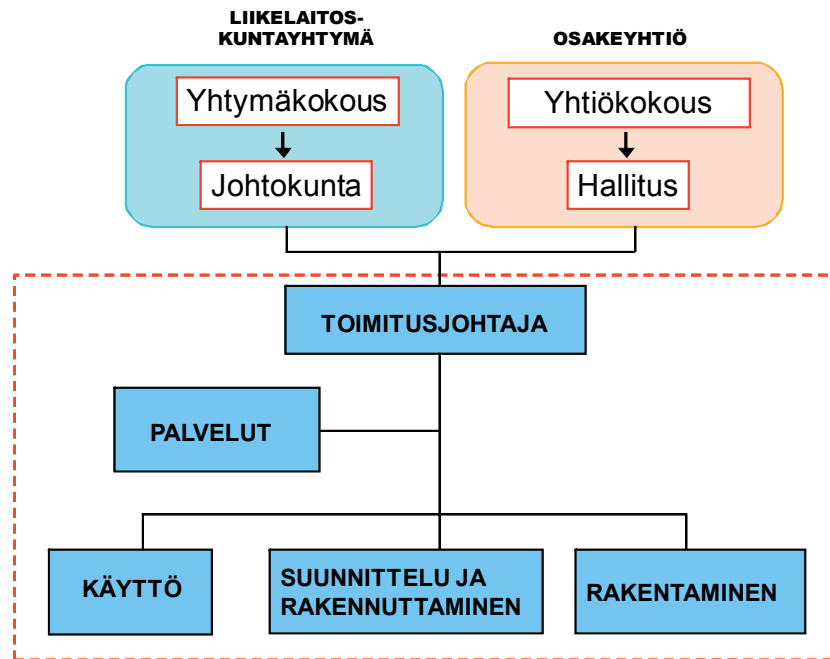 LIIKELAITOS-
KUNTAYHTYMÄ
OSAKEYHTIÖ
Yhtymäkokous
Johtokunta
Yhtiökokous
Hallitus
TOIMITUSJOHTAJA
PALVELUT
KÄYTTÖ
SUUNNITTELU JA
RAKENNUTTAMINEN
RAKENTAMINEN